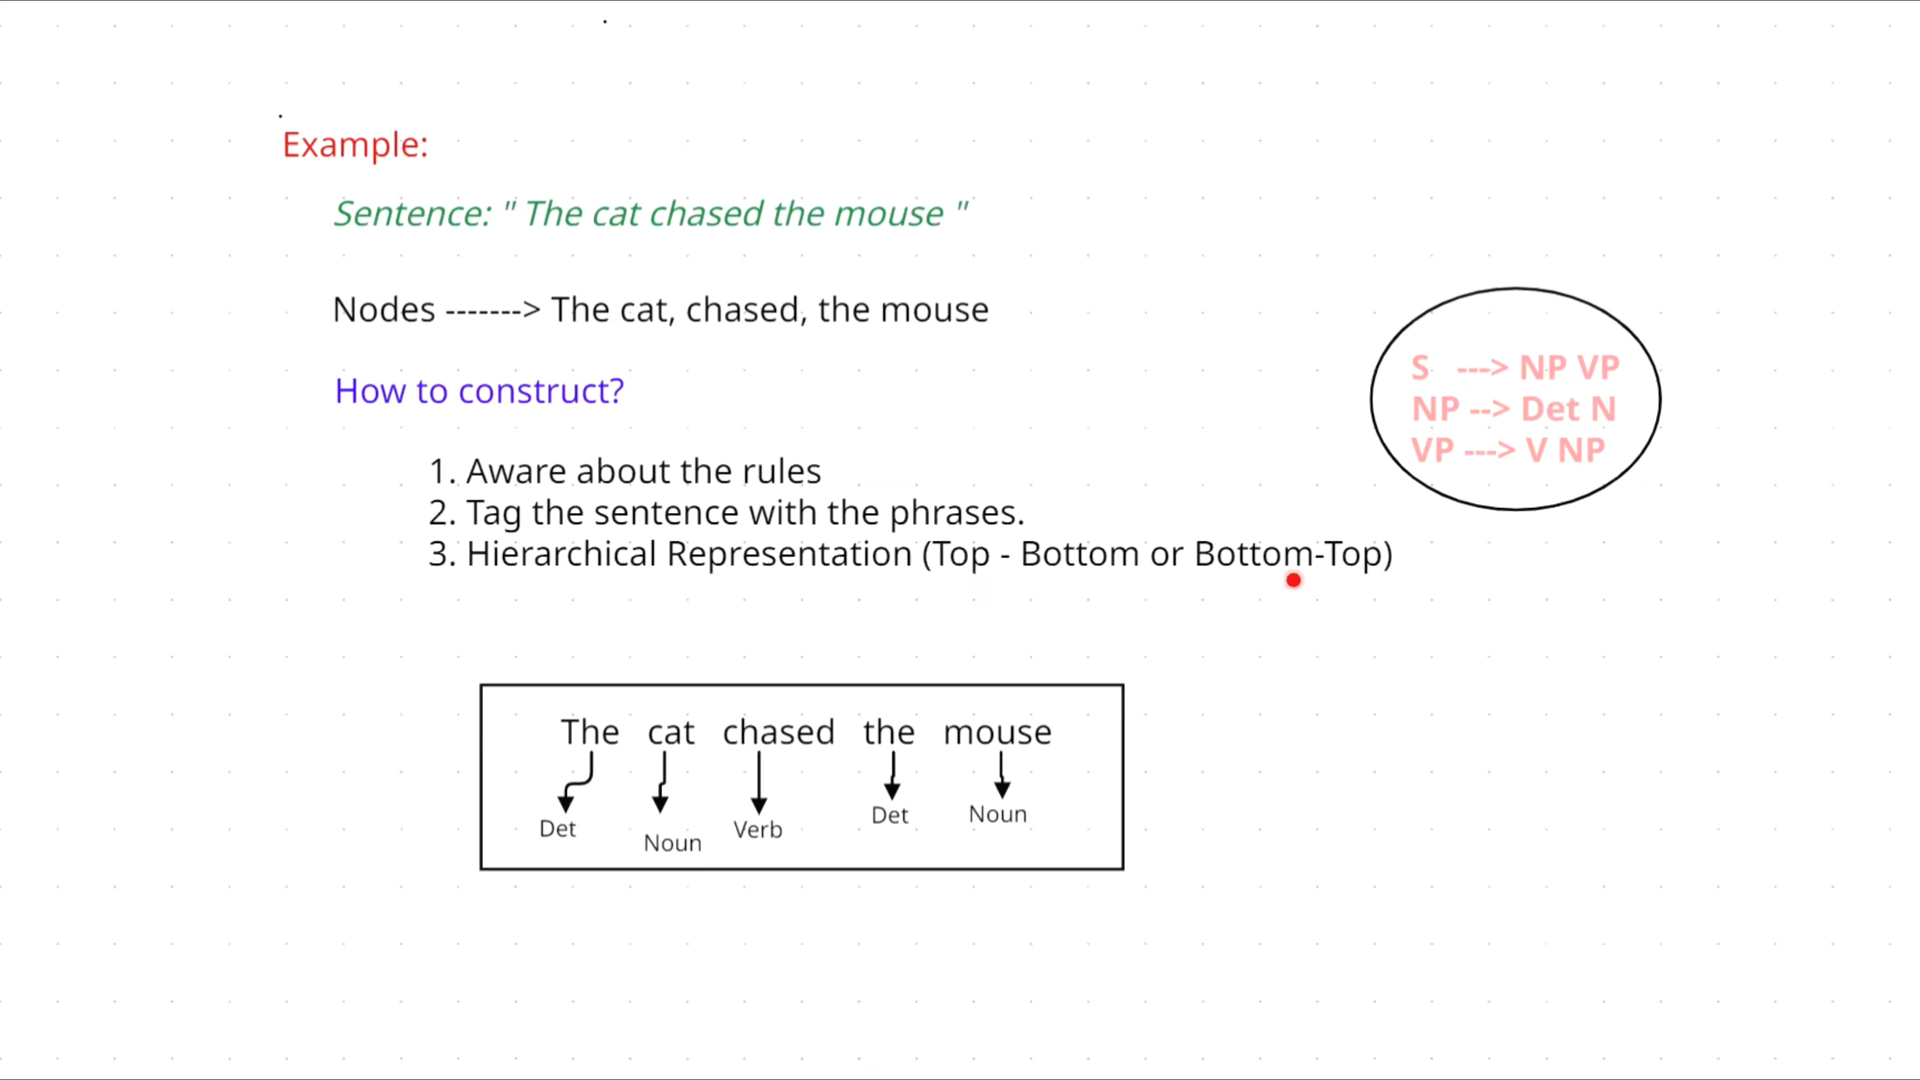 Example:
Sentence: " The cat chased the mouse "
Nodes -------> The cat, chased, the mouse
How to construct?
1. Aware about the rules
2. Tag the sentence with the phrases.
3. Hierarchical Representation (Top - Bottom or Bottom-Top)
S ---> NP VP
NP --> Det N
VP ---> V NP
The cat chased the mouse
Det Noun Verb Det Noun